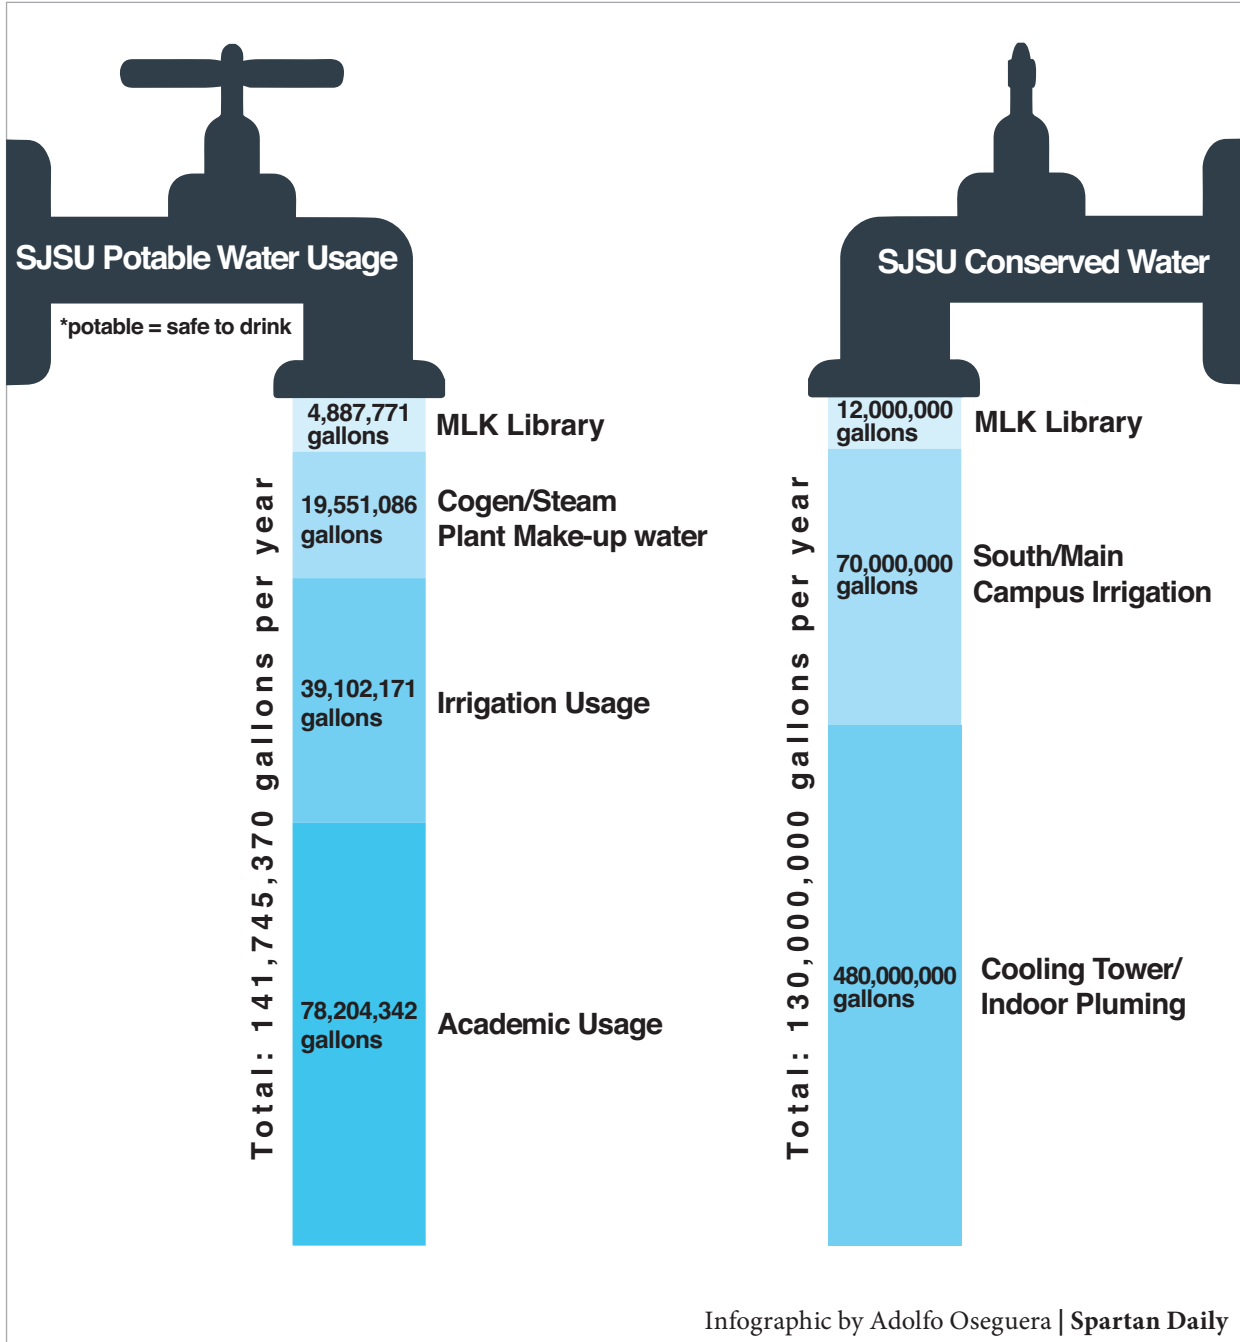 SJSU Potable Water Usage
*potable = safe to drink
Total: 141,745,370 gallons per year
4,887,771
gallons
MLK Library
19,551,086
gallons
Cogen/Steam
Plant Make-up water
39,102,171
gallons
Irrigation Usage
78,204,342
gallons
Academic Usage
SJSU Conserved Water
Total: 130,000,000 gallons per year
12,000,000
gallons
MLK Library
70,000,000
gallons
South/Main
Campus Irrigation
480,000,000
gallons
Cooling Tower/
Indoor Pluming
Infographic by Adolfo Oseguera | Spartan Daily